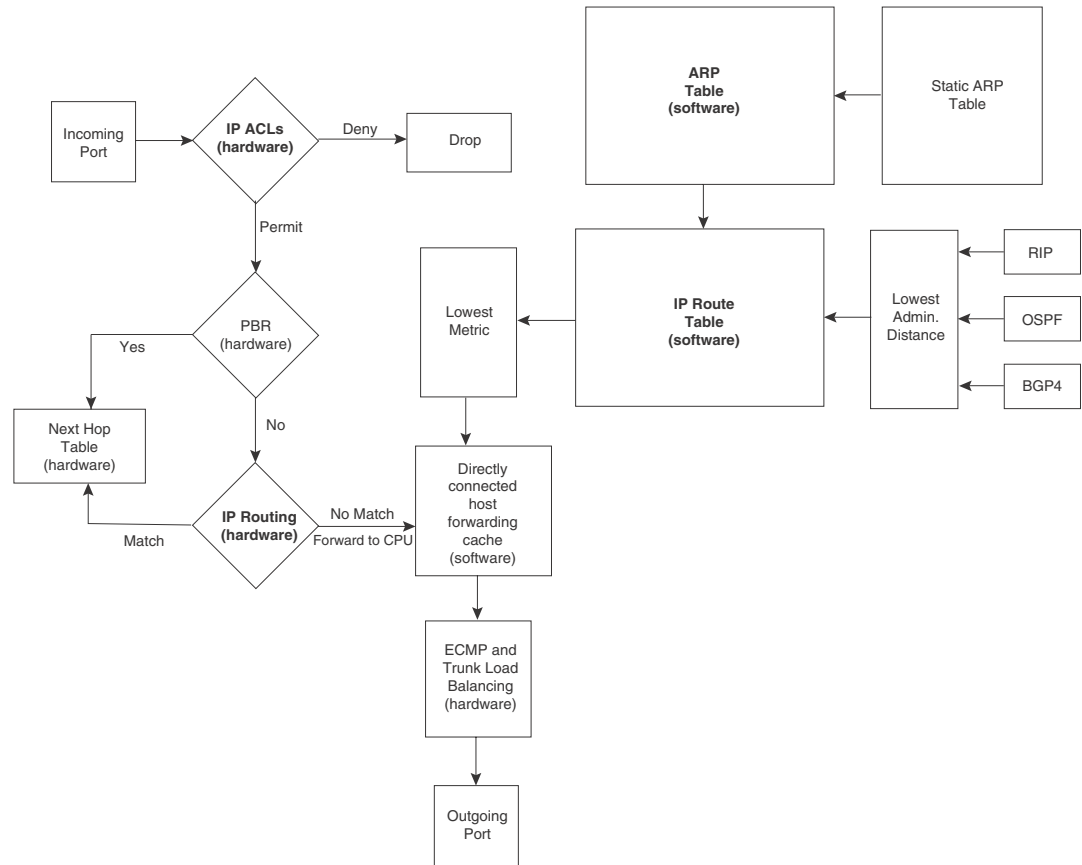 ARP
Table
(software)
Static ARP
Table
Incoming
Port
IP ACLs
(hardware)
Deny
Drop
Permit
PBR
(hardware)
Yes
No
Next Hop
Table
(hardware)
IP Routing
(hardware)
Match
No Match
Forward to CPU
Lowest
Metric
IP Route
Table
(software)
Lowest
Admin.
Distance
RIP
OSPF
BGP4
Directly
connected
host
forwarding
cache
(software)
ECMP and
Trunk Load
Balancing
(hardware)
Outgoing
Port